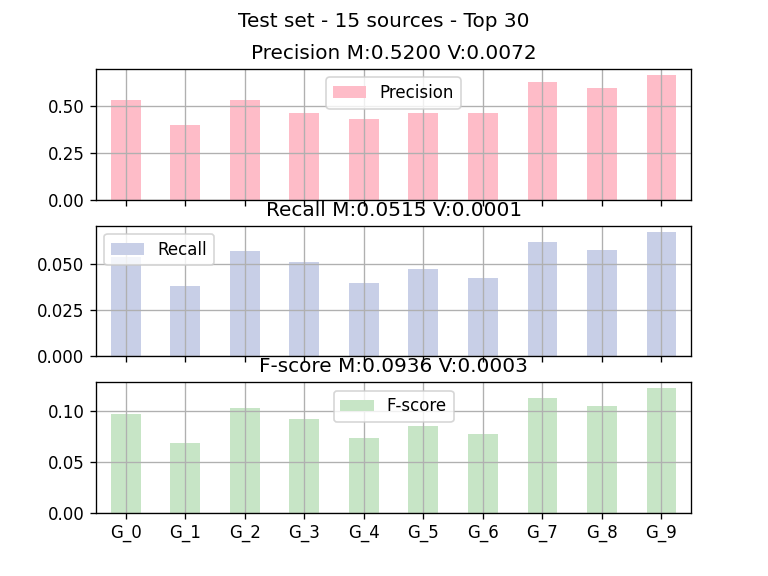 Test set - 15 sources - Top 30
Precision M:0.5200 V:0.0072
Precision
0.50
0.25
0.00
Recall M:0.0515 V:0.0001
Recall
0.050
0.025
0.000
F-score M:0.0936 V:0.0003
F-score
0.10
0.05
0.00
G_0 G_1 G_2 G_3 G_4 G_5 G_6 G_7 G_8 G_9